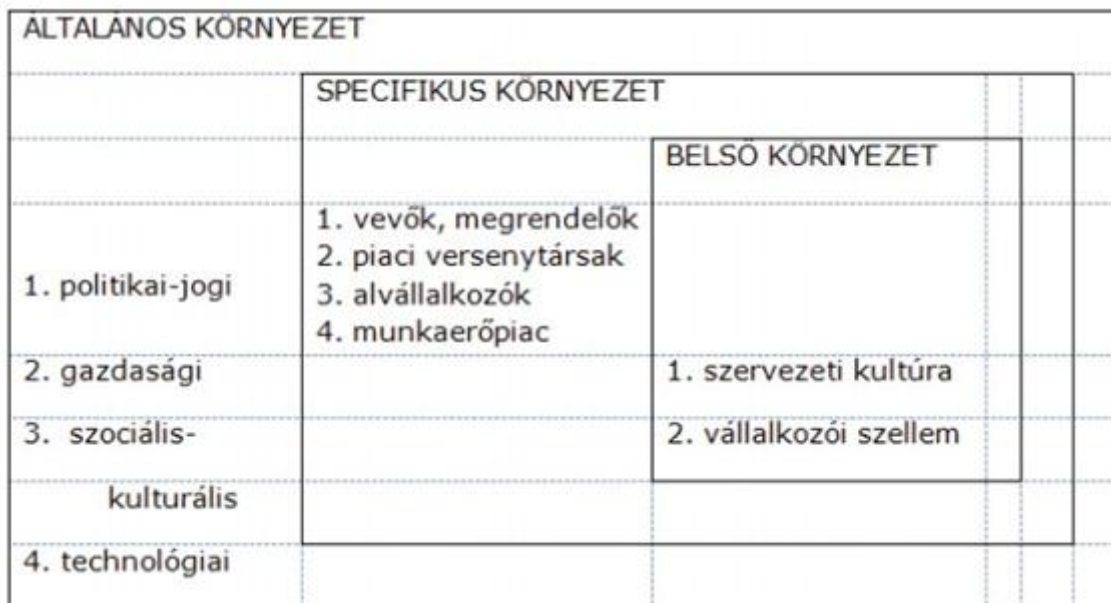 ÁLTALÁNOS KÖRNYEZET
SPECIFIKUS KÖRNYEZET
BELSŐ KÖRNYEZET
1. vevők, megrendelők
2. piaci versenytársak
3. alvállalkozók
4. munkaerőpiac
1. politikai-jogi
2. gazdasági
3. szociális-
kulturális
4. technológiai
1. szervezeti kultúra
2. vállalkozói szellem